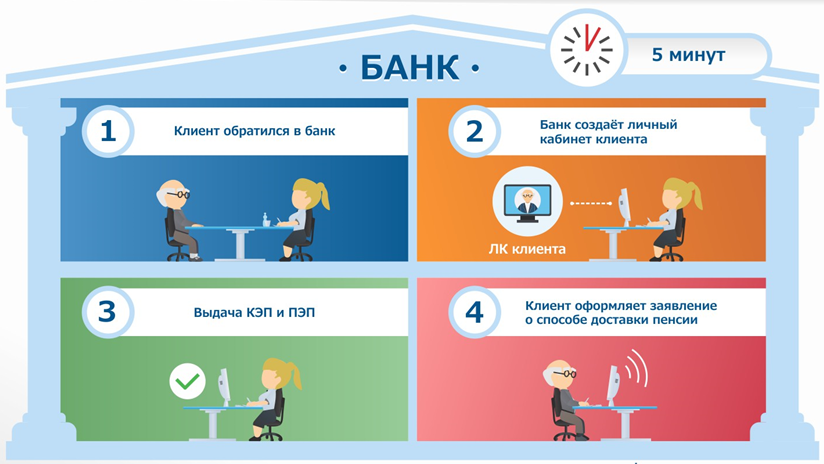 • БАНК •
5 минут
1
Клиент обратился в банк
2
Банк создаёт личный
кабинет клиента
ЛК клиента
3
Выдача КЭП и ПЭП
4
Клиент оформляет заявление
о способе доставки пенсии